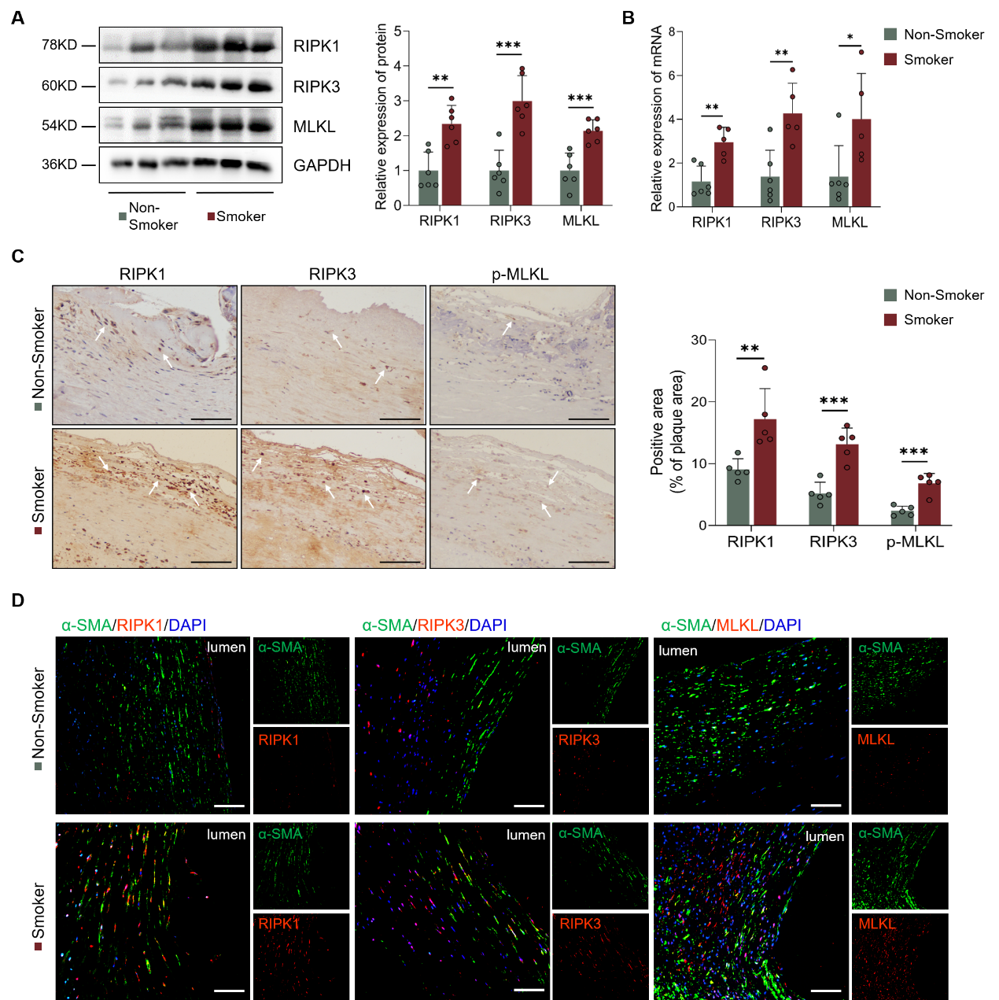 A
78KD
RIPK1
60KD
RIPK3
54KD
MLKL
36KD
GAPDH
Non-
Smoker
Smoker
Relative expression of protein
5
4
3
2
1
0
**
***
***
RIPK1
RIPK3
MLKL
B
Relative expression of mRNA
8
6
4
2
0
**
**
*
RIPK1
RIPK3
MLKL
Non-Smoker
Smoker
C
RIPK1
RIPK3
p-MLKL
Non-Smoker
Smoker
Non-Smoker
Smoker
Positive area
(% of plaque area)
30
20
10
0
**
***
***
RIPK1
RIPK3
p-MLKL
D
α-SMA/RIPK1/DAPI
α-SMA/RIPK3/DAPI
α-SMA/MLKL/DAPI
Non-Smoker
lumen
α-SMA
RIPK1
lumen
α-SMA
RIPK3
lumen
α-SMA
MLKL
Smoker
lumen
α-SMA
RIPK1
lumen
α-SMA
RIPK3
lumen
α-SMA
MLKL